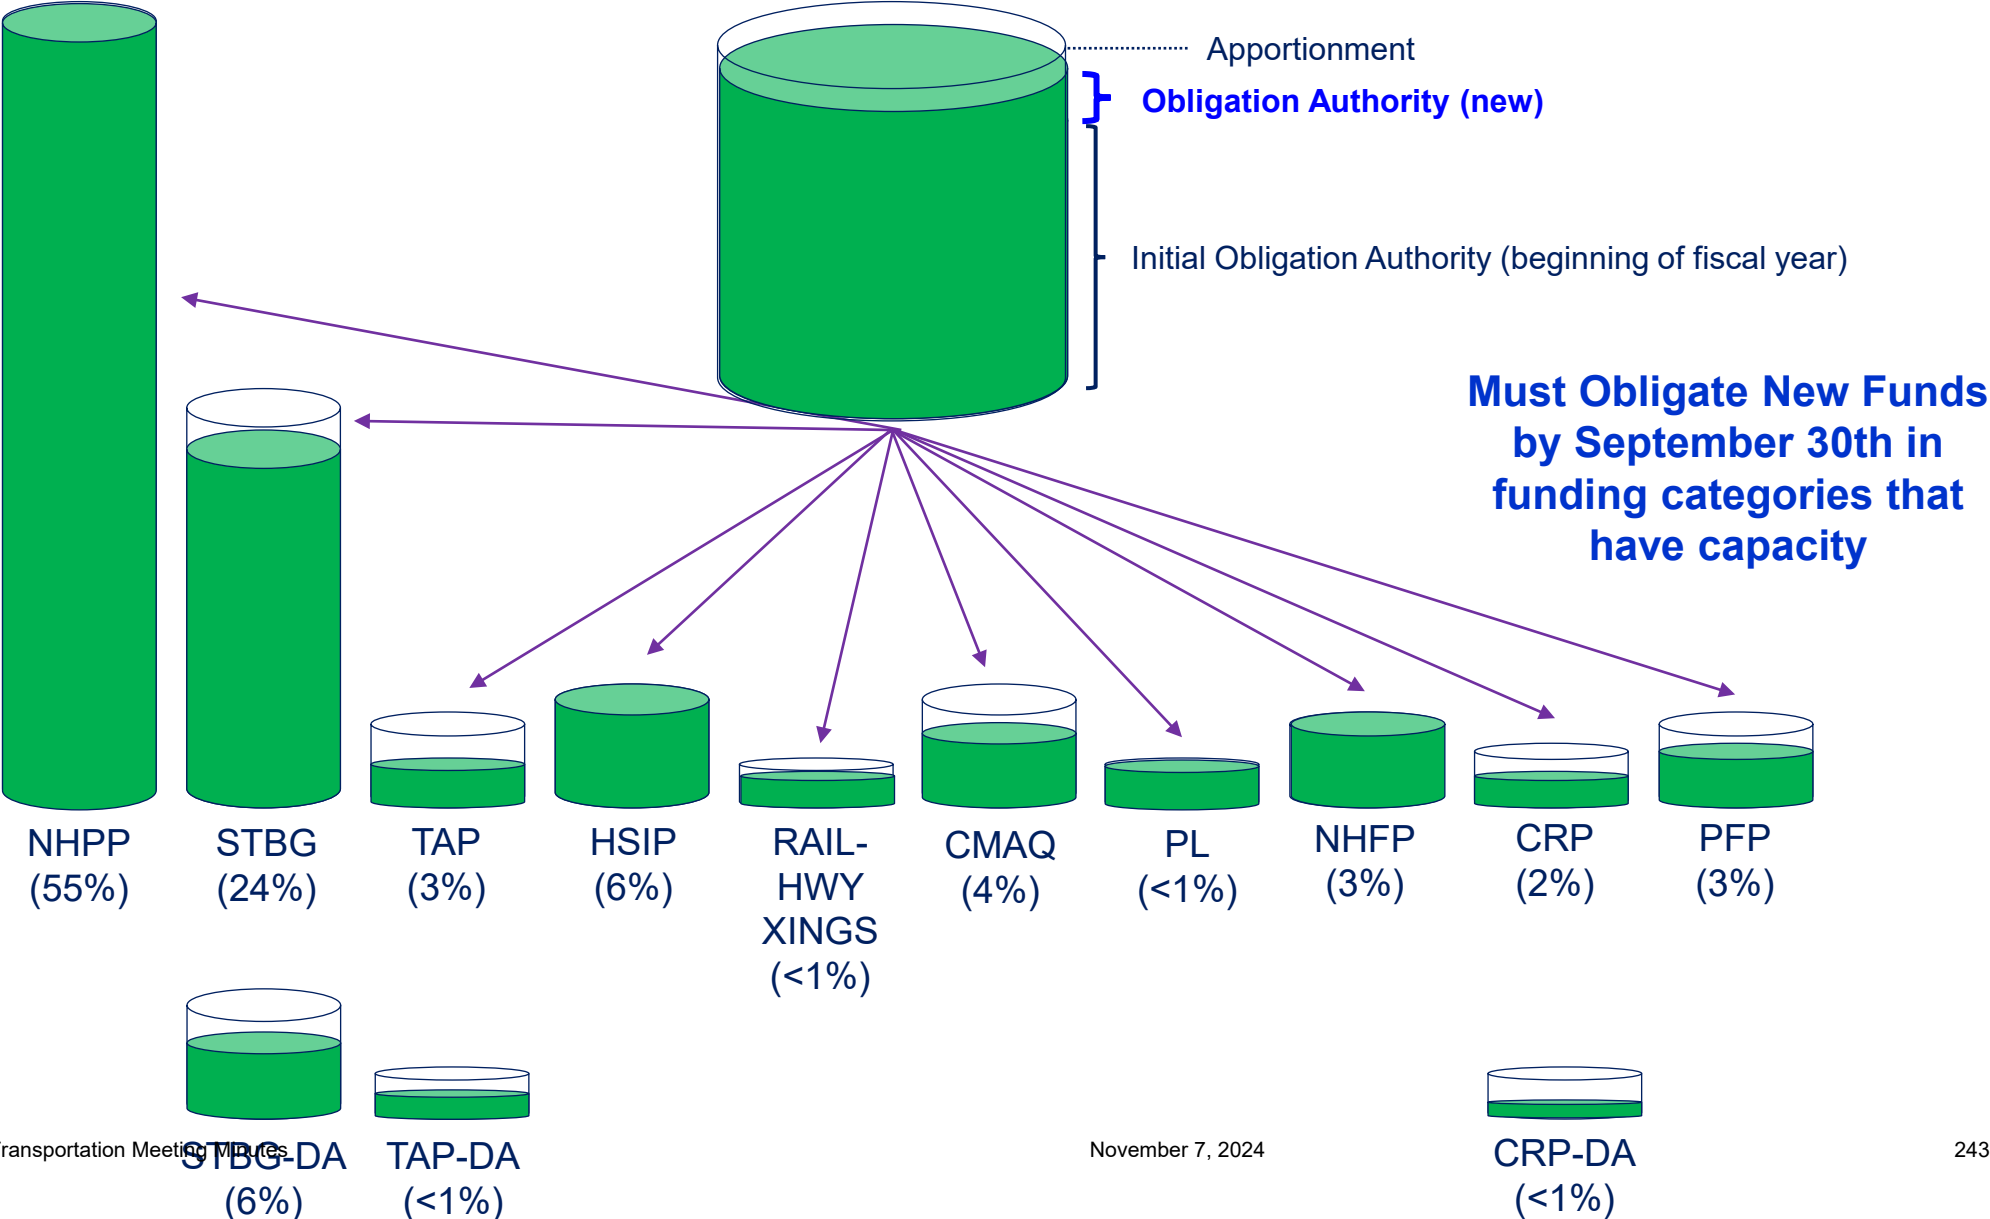 Apportionment
Obligation Authority (new)
Initial Obligation Authority (beginning of fiscal year)
Must Obligate New Funds
by September 30th in
funding categories that
have capacity
NHPP
(55%)
STBG
(24%)
TAP
(3%)
HSIP
(6%)
RAIL-
HWY
XINGS
(<1%)
CMAQ
(4%)
PL
(<1%)
NHFP
(3%)
CRP
(2%)
PFP
(3%)
STBG-DA
(6%)
TAP-DA
(<1%)
CRP-DA
(<1%)
ransportation Meeting Minutes
November 7, 2024
243